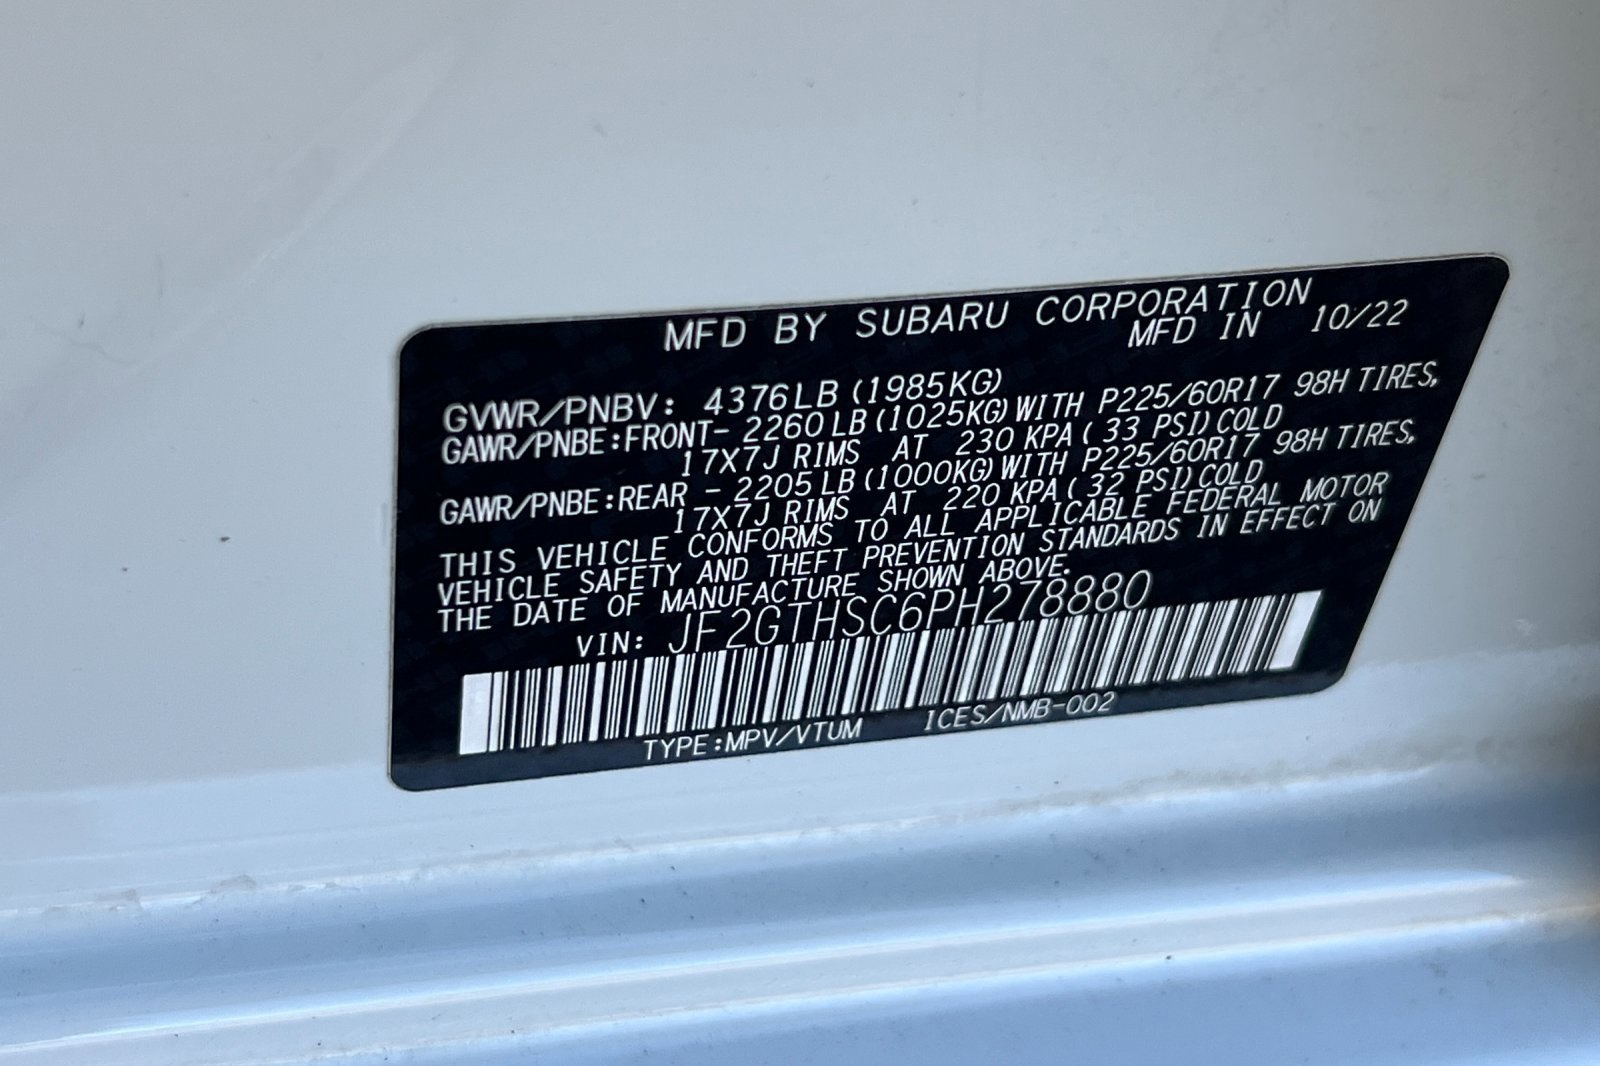 MFD BY SUBARU CORPORATION
MFD IN 10/22
GVWR/PNBV: 4376LB (1985KG)
GAWR/PNBE:FRONT- 2260LB (1025KG) WITH P225/60R17 98H TIRES,
17X7J RIMS AT 230 KPA ( 33 PSI) COLD
GAWR/PNBE:REAR - 2205LB (1000KG) WITH P225/60R17 98H TIRES,
17X7J RIMS AT 220 KPA ( 32 PSI) COLD
THIS VEHICLE CONFORMS TO ALL APPLICABLE FEDERAL MOTOR
VEHICLE SAFETY AND THEFT PREVENTION STANDARDS IN EFFECT ON
THE DATE OF MANUFACTURE SHOWN ABOVE.
VIN: JF2GTHSC6PH278880
TYPE:MPV/VTUM ICES/NMB-002